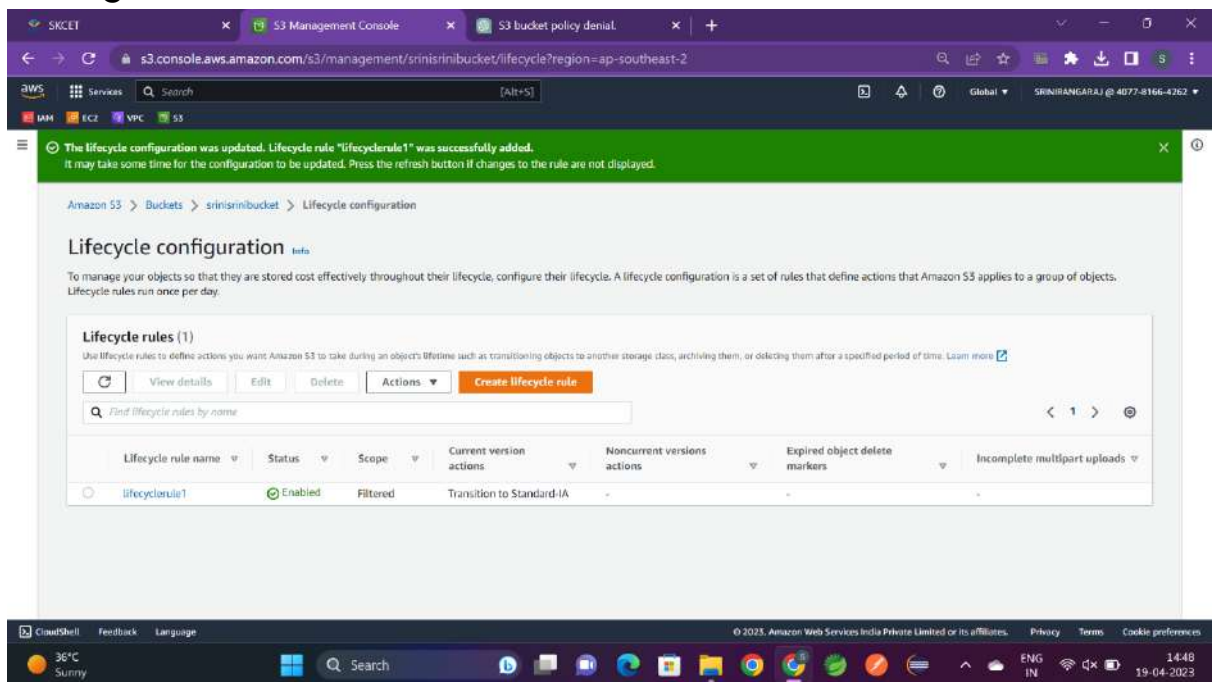 SKCET
S3 Management Console
S3 bucket policy denial.
s3.console.aws.amazon.com/s3/management/srinisrinibucket/lifecycle?region=ap-southeast-2
S
aws
Services
Search
[Alt+S]
Global
SRINIRANGARAJ @ 4077-8166-4262
IAM
EC2
VPC
S3
The lifecycle configuration was updated. Lifecycle rule "lifecyclerule1" was successfully added.
It may take some time for the configuration to be updated. Press the refresh button if changes to the rule are not displayed.
Amazon S3 > Buckets > srinisrinibucket > Lifecycle configuration
Lifecycle configuration Info
To manage your objects so that they are stored cost effectively throughout their lifecycle, configure their lifecycle. A lifecycle configuration is a set of rules that define actions that Amazon S3 applies to a group of objects.
Lifecycle rules run once per day.
Lifecycle rules (1)
Use lifecycle rules to define actions you want Amazon S3 to take during an object's lifetime such as transitioning objects to another storage class, archiving them, or deleting them after a specified period of time. Learn more
View details
Edit
Delete
Actions
Create lifecycle rule
Find lifecycle rules by name
1
Lifecycle rule name
Status
Scope
Current version
actions
Noncurrent versions
actions
Expired object delete
markers
Incomplete multipart uploads
lifecyclerule1
Enabled
Filtered
Transition to Standard-IA
-
-
-
CloudShell
Feedback
Language
© 2023, Amazon Web Services India Private Limited or its affiliates.
Privacy
Terms
Cookie preferences
36°C
Sunny
Search
ENG
IN
14:48
19-04-2023